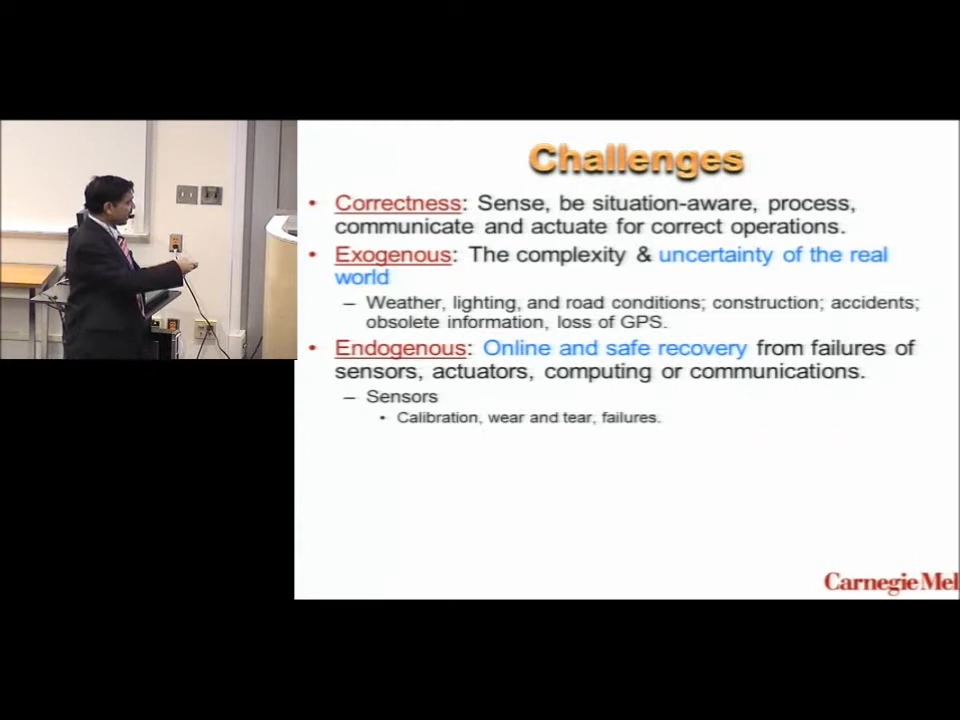 Challenges
• Correctness: Sense, be situation-aware, process,
communicate and actuate for correct operations.
• Exogenous: The complexity & uncertainty of the real
world
– Weather, lighting, and road conditions; construction; accidents;
obsolete information, loss of GPS.
• Endogenous: Online and safe recovery from failures of
sensors, actuators, computing or communications.
– Sensors
• Calibration, wear and tear, failures.
Carnegie Mel